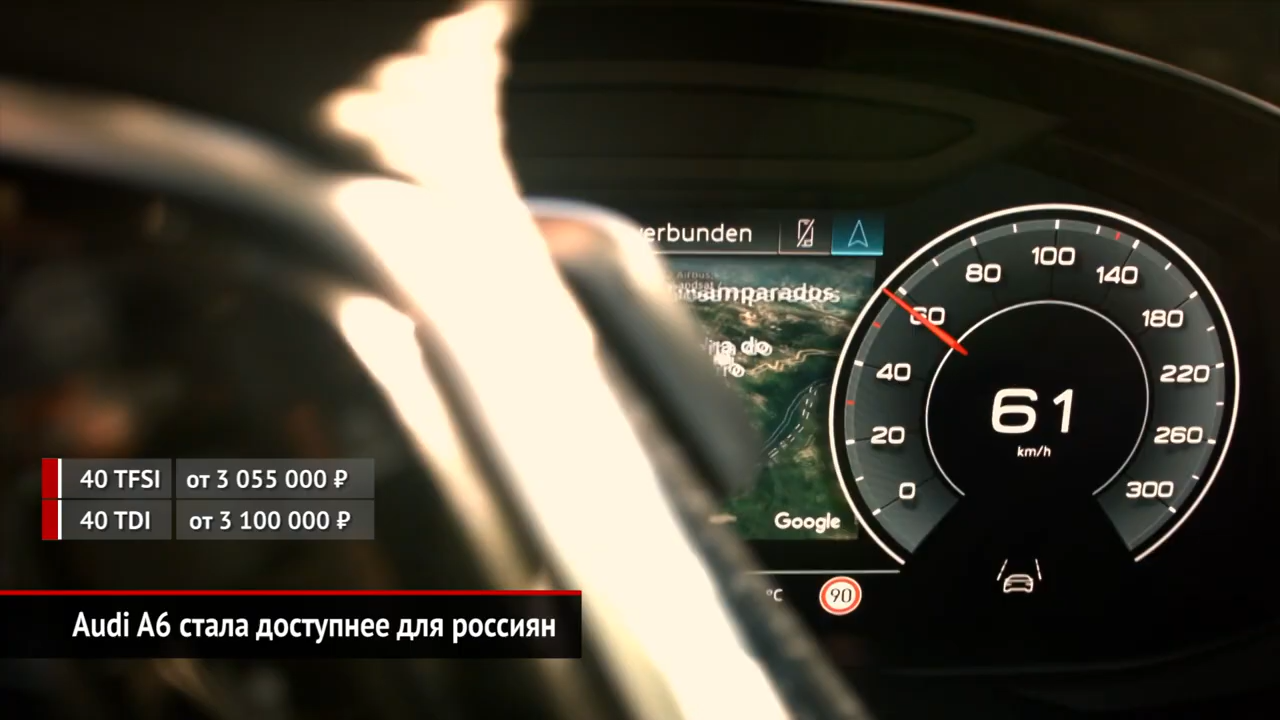 verbunden
amparados
Google
°C
90
0
20
40
60
80
100
140
180
220
260
300
61
km/h
40 TFSI от 3 055 000 ₽
40 TDI от 3 100 000 ₽
Audi A6 стала доступнее для россиян